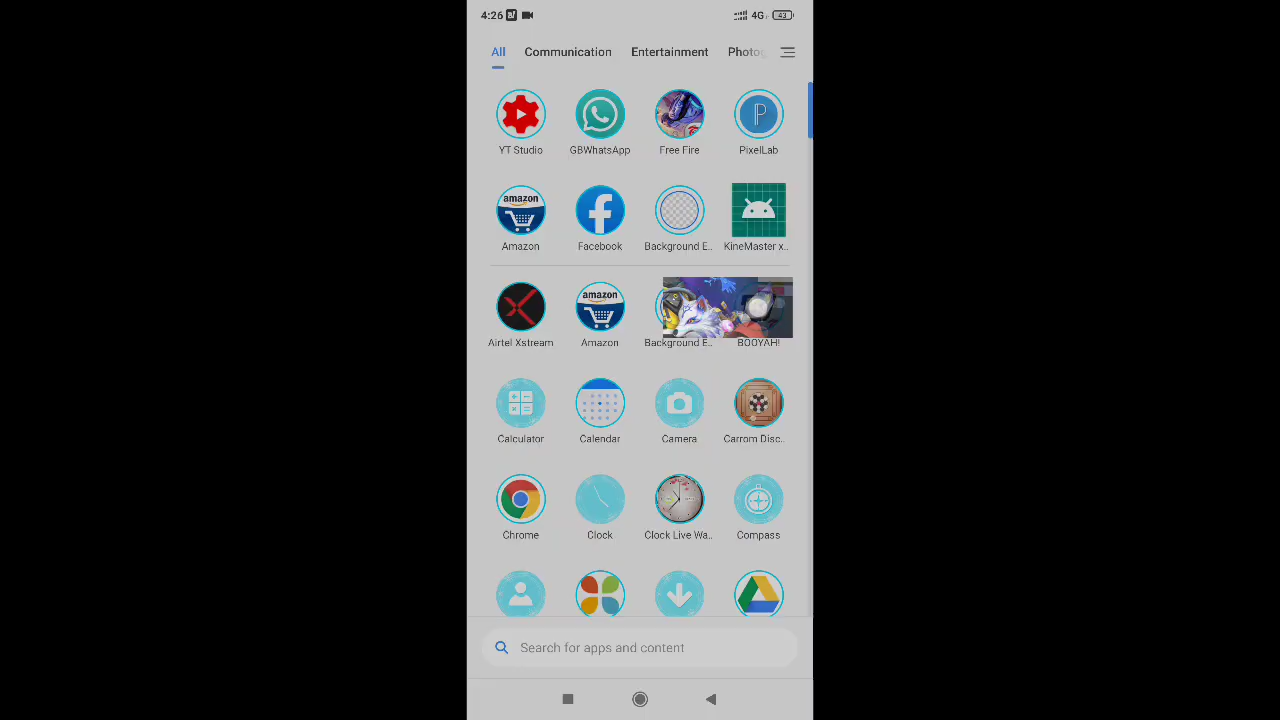 4:26 4G 43
All Communication Entertainment Photo
YT Studio GBWhatsApp Free Fire PixelLab
amazon
Amazon Facebook Background E.. KineMaster x..
amazon
Airtel Xstream Amazon Background E.. BOOYAH!
Calculator Calendar Camera Carrom Disc..
Chrome Clock Clock Live Wa.. Compass
Search for apps and content